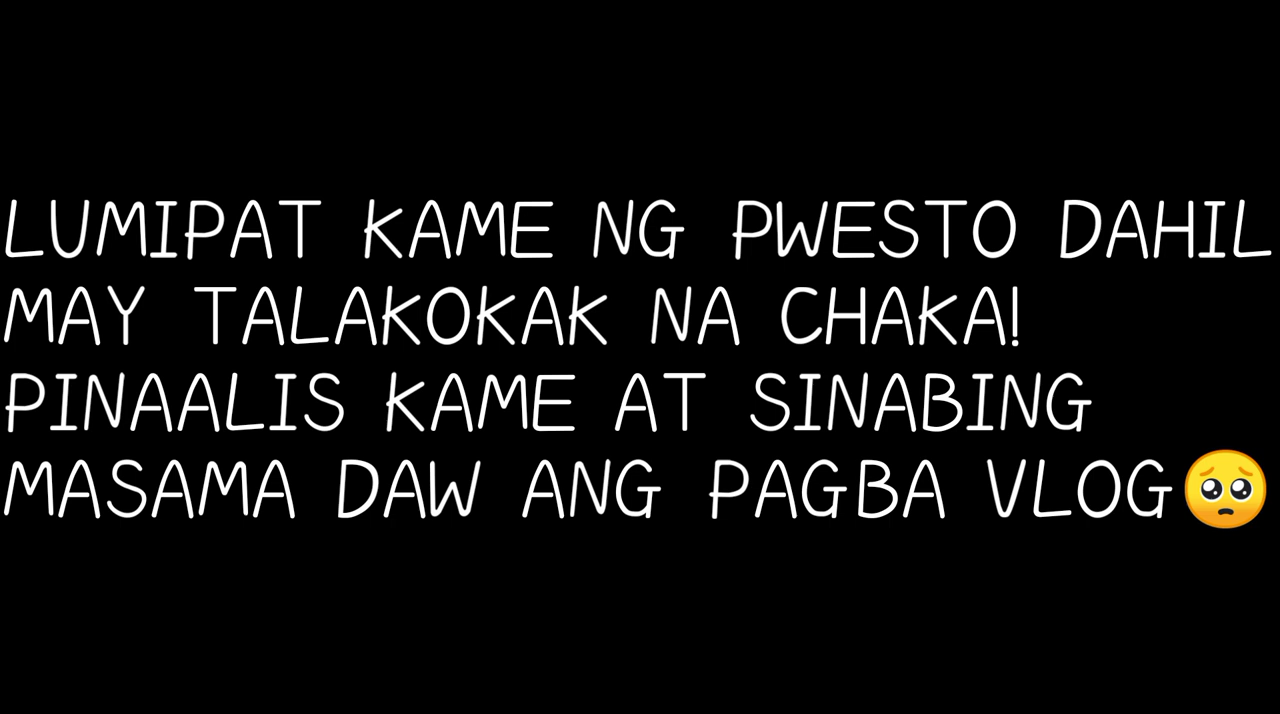 LUMIPAT KAME NG PWESTO DAHIL
MAY TALAKOKAK NA CHAKA!
PINAALIS KAME AT SINABING
MASAMA DAW ANG PAGBA VLOG🥺